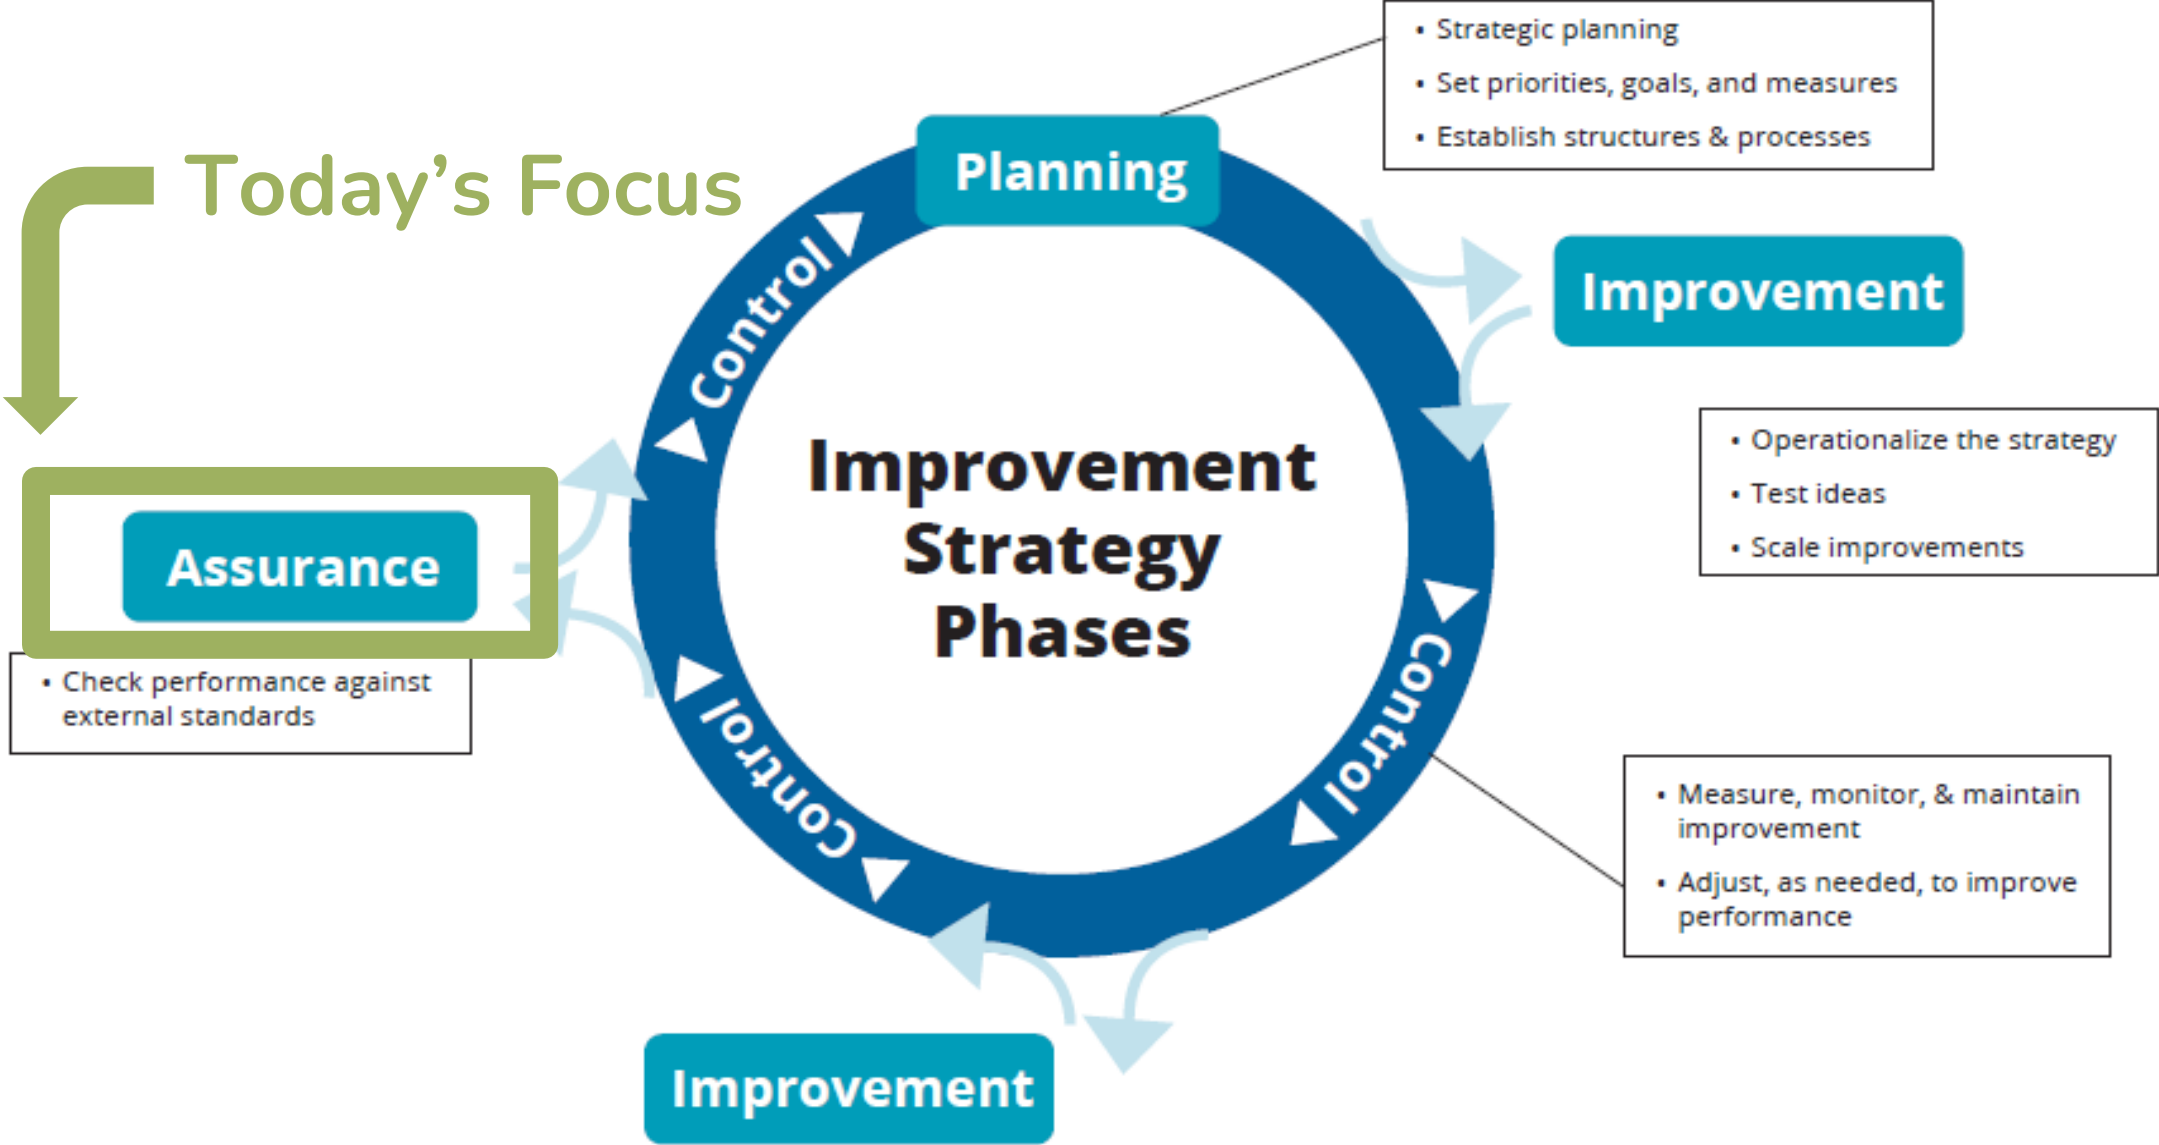 • Strategic planning
• Set priorities, goals, and measures
• Establish structures & processes
Today’s Focus
Planning
Improvement
Control
• Operationalize the strategy
• Test ideas
• Scale improvements
Improvement
Strategy
Phases
Assurance
• Check performance against
external standards
Control
Control
• Measure, monitor, & maintain
improvement
• Adjust, as needed, to improve
performance
Improvement